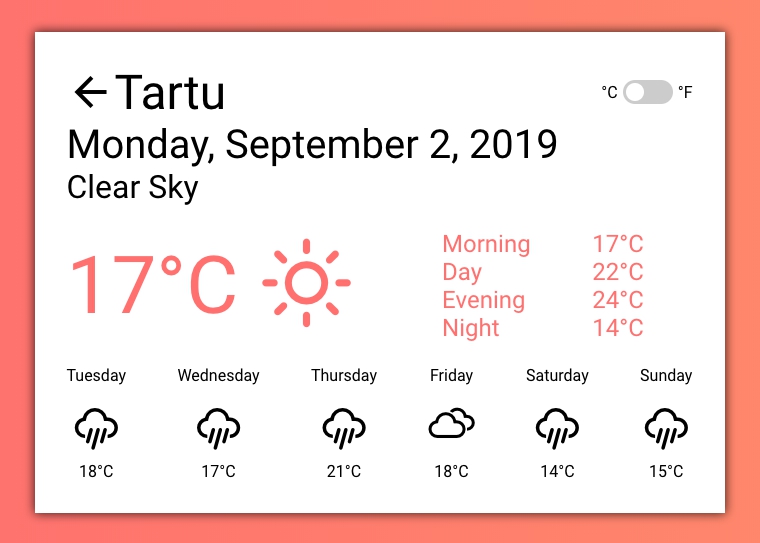 Tartu
°C °F
Monday, September 2, 2019
Clear Sky
17°C
Morning 17°C
Day 22°C
Evening 24°C
Night 14°C
Tuesday Wednesday Thursday Friday Saturday Sunday
18°C 17°C 21°C 18°C 14°C 15°C